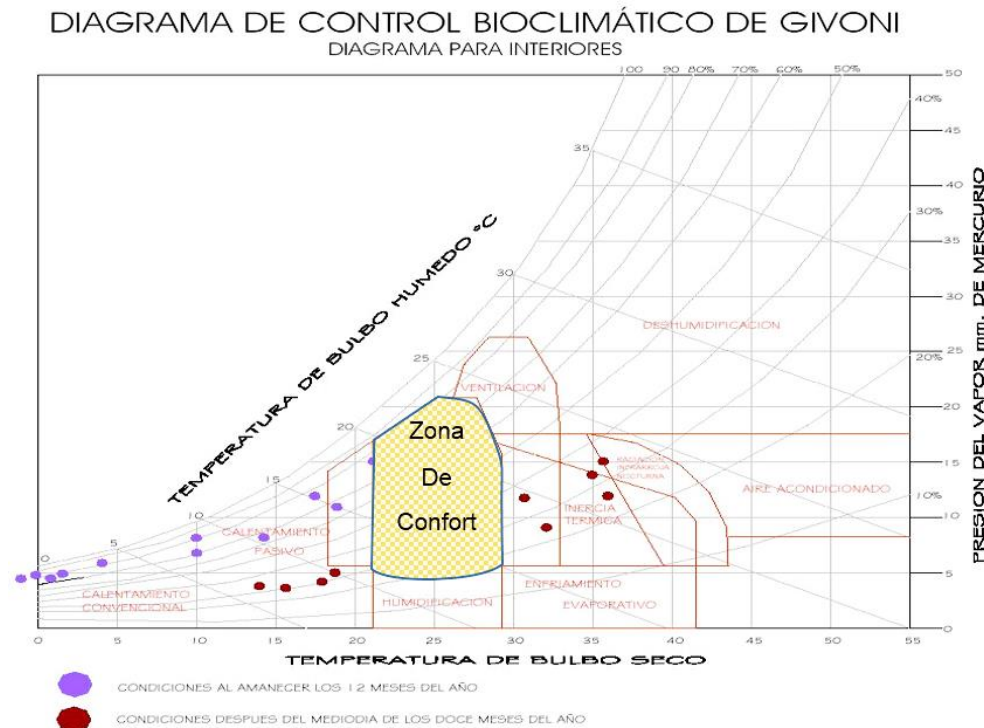 DIAGRAMA DE CONTROL BIOCLIMÁTICO DE GIVONI
DIAGRAMA PARA INTERIORES
100 90 80% 70% 60% 50%
50
40%
45
35
40
30%
35
30
30
25
25
20%
20
20
15
15
10%
10
10
5
5
0
0
PRESION DEL VAPOR mm. DE MERCURIO
TEMPERATURA DE BULBO HUMEDO °C
DESHUMIDIFICACION
VENTILACION
Zona
De
Confort
RADIACION
NOCTURNA
AIRE ACONDICIONADO
INERCIA
TERMICA
CALENTAMIENTO
PASIVO
CALENTAMIENTO
CONVENCIONAL
HUMIDIFICACION
ENFRIAMIENTO
EVAPORATIVO
0 5 10 15 20 25 30 35 40 45 50 55
TEMPERATURA DE BULBO SECO
CONDICIONES AL AMANECER LOS 12 MESES DEL AÑO
CONDICIONES DESPUES DEL MEDIODIA DE LOS DOCE MESES DEL AÑO